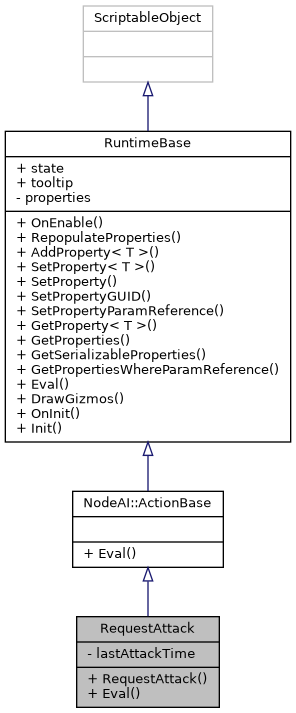 ScriptableObject
RuntimeBase
+ state
+ tooltip
- properties
+ OnEnable()
+ RepopulateProperties()
+ AddProperty< T >()
+ SetProperty< T >()
+ SetProperty()
+ SetPropertyGUID()
+ SetPropertyParamReference()
+ GetProperty< T >()
+ GetProperties()
+ GetSerializableProperties()
+ GetPropertiesWhereParamReference()
+ Eval()
+ DrawGizmos()
+ OnInit()
+ Init()
NodeAI::ActionBase
+ Eval()
RequestAttack
- lastAttackTime
+ RequestAttack()
+ Eval()